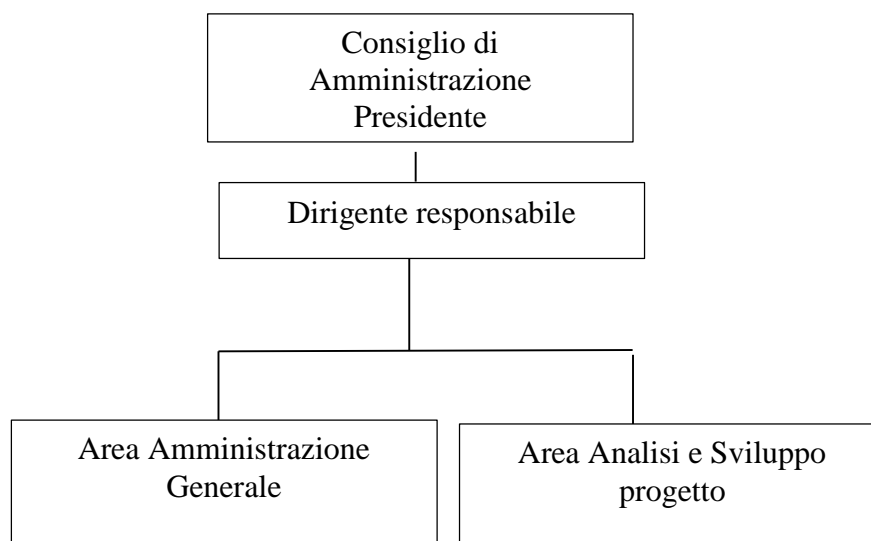 Consiglio di
Amministrazione
Presidente
Dirigente responsabile
Area Amministrazione
Generale
Area Analisi e Sviluppo
progetto